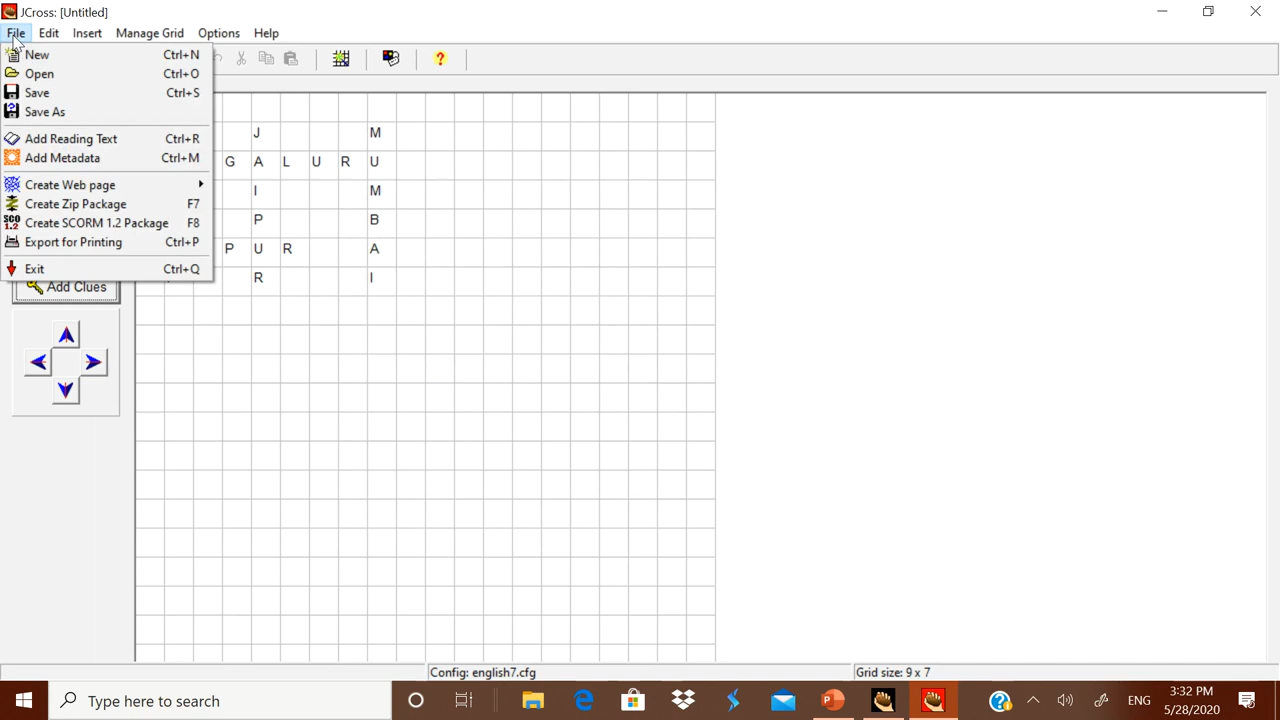 JCross: [Untitled]
File Edit Insert Manage Grid Options Help
New Ctrl+N
Open Ctrl+O
Save Ctrl+S
Save As
Add Reading Text Ctrl+R
Add Metadata Ctrl+M
Create Web page
Create Zip Package F7
SCO 1.2 Create SCORM 1.2 Package F8
Export for Printing Ctrl+P
Exit Ctrl+Q
Add Clues
J M
G A L U R U
I M
P B
P U R A
R I
Config: english7.cfg
Grid size: 9 x 7
Type here to search
ENG
3:32 PM
5/28/2020